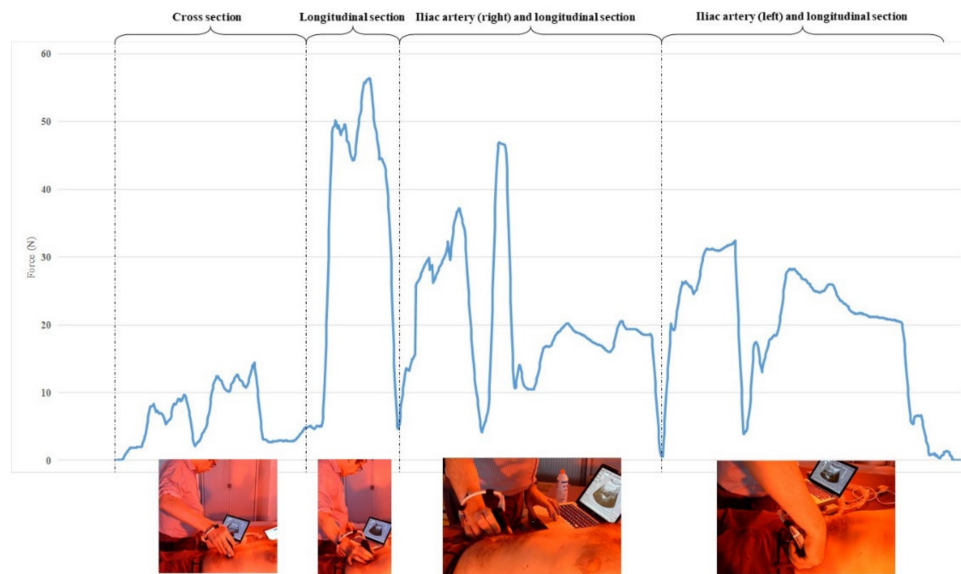 Cross section
Longitudinal section
Iliac artery (right) and longitudinal section
Iliac artery (left) and longitudinal section
60
50
40
30
20
10
0
Force (N)